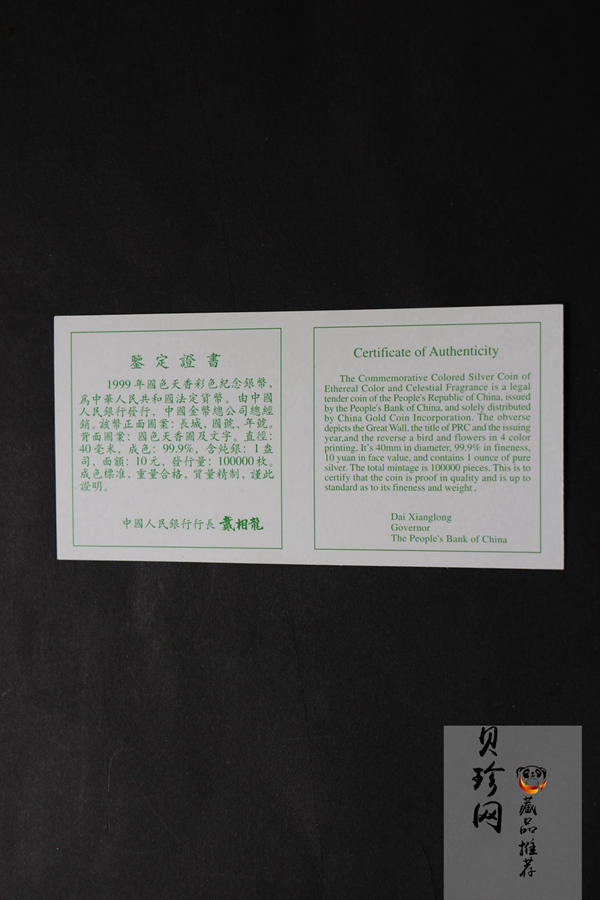 鑒定證書
1999年國色天香彩色紀念銀幣,
爲中華人民共和國法定貨幣。由中國
人民銀行發行,中國金幣總公司總經
銷。該幣正面圖案:長城,國號、年號。
背面圖案:國色天香圖及文字。直徑:
40毫米,成色:99.9%,含純銀:1盎
司,面額:10元,發行量:100000枚。
成色標准,重量合格,質量精制,謹此
證明。
中國人民銀行行長 戴相龍
Certificate of Authenticity
The Commemorative Colored Silver Coin of
Ethereal Color and Celestial Fragrance is a legal
tender coin of the People's Republic of China, issued
by the People's Bank of China, and solely distributed
by China Gold Coin Incorporation. The obverse
depicts the Great Wall, the title of PRC and the issuing
year,and the reverse a bird and flowers in 4 color
printing. It's 40mm in diameter, 99.9% in fineness,
10 yuan in face value, and contains 1 ounce of pure
silver. The total mintage is 100000 pieces. This is to
certify that the coin is proof in quality and is up to
standard as to its fineness and weight.
Dai Xianglong
Governor
The People's Bank of China
贝珍网
藏品推荐